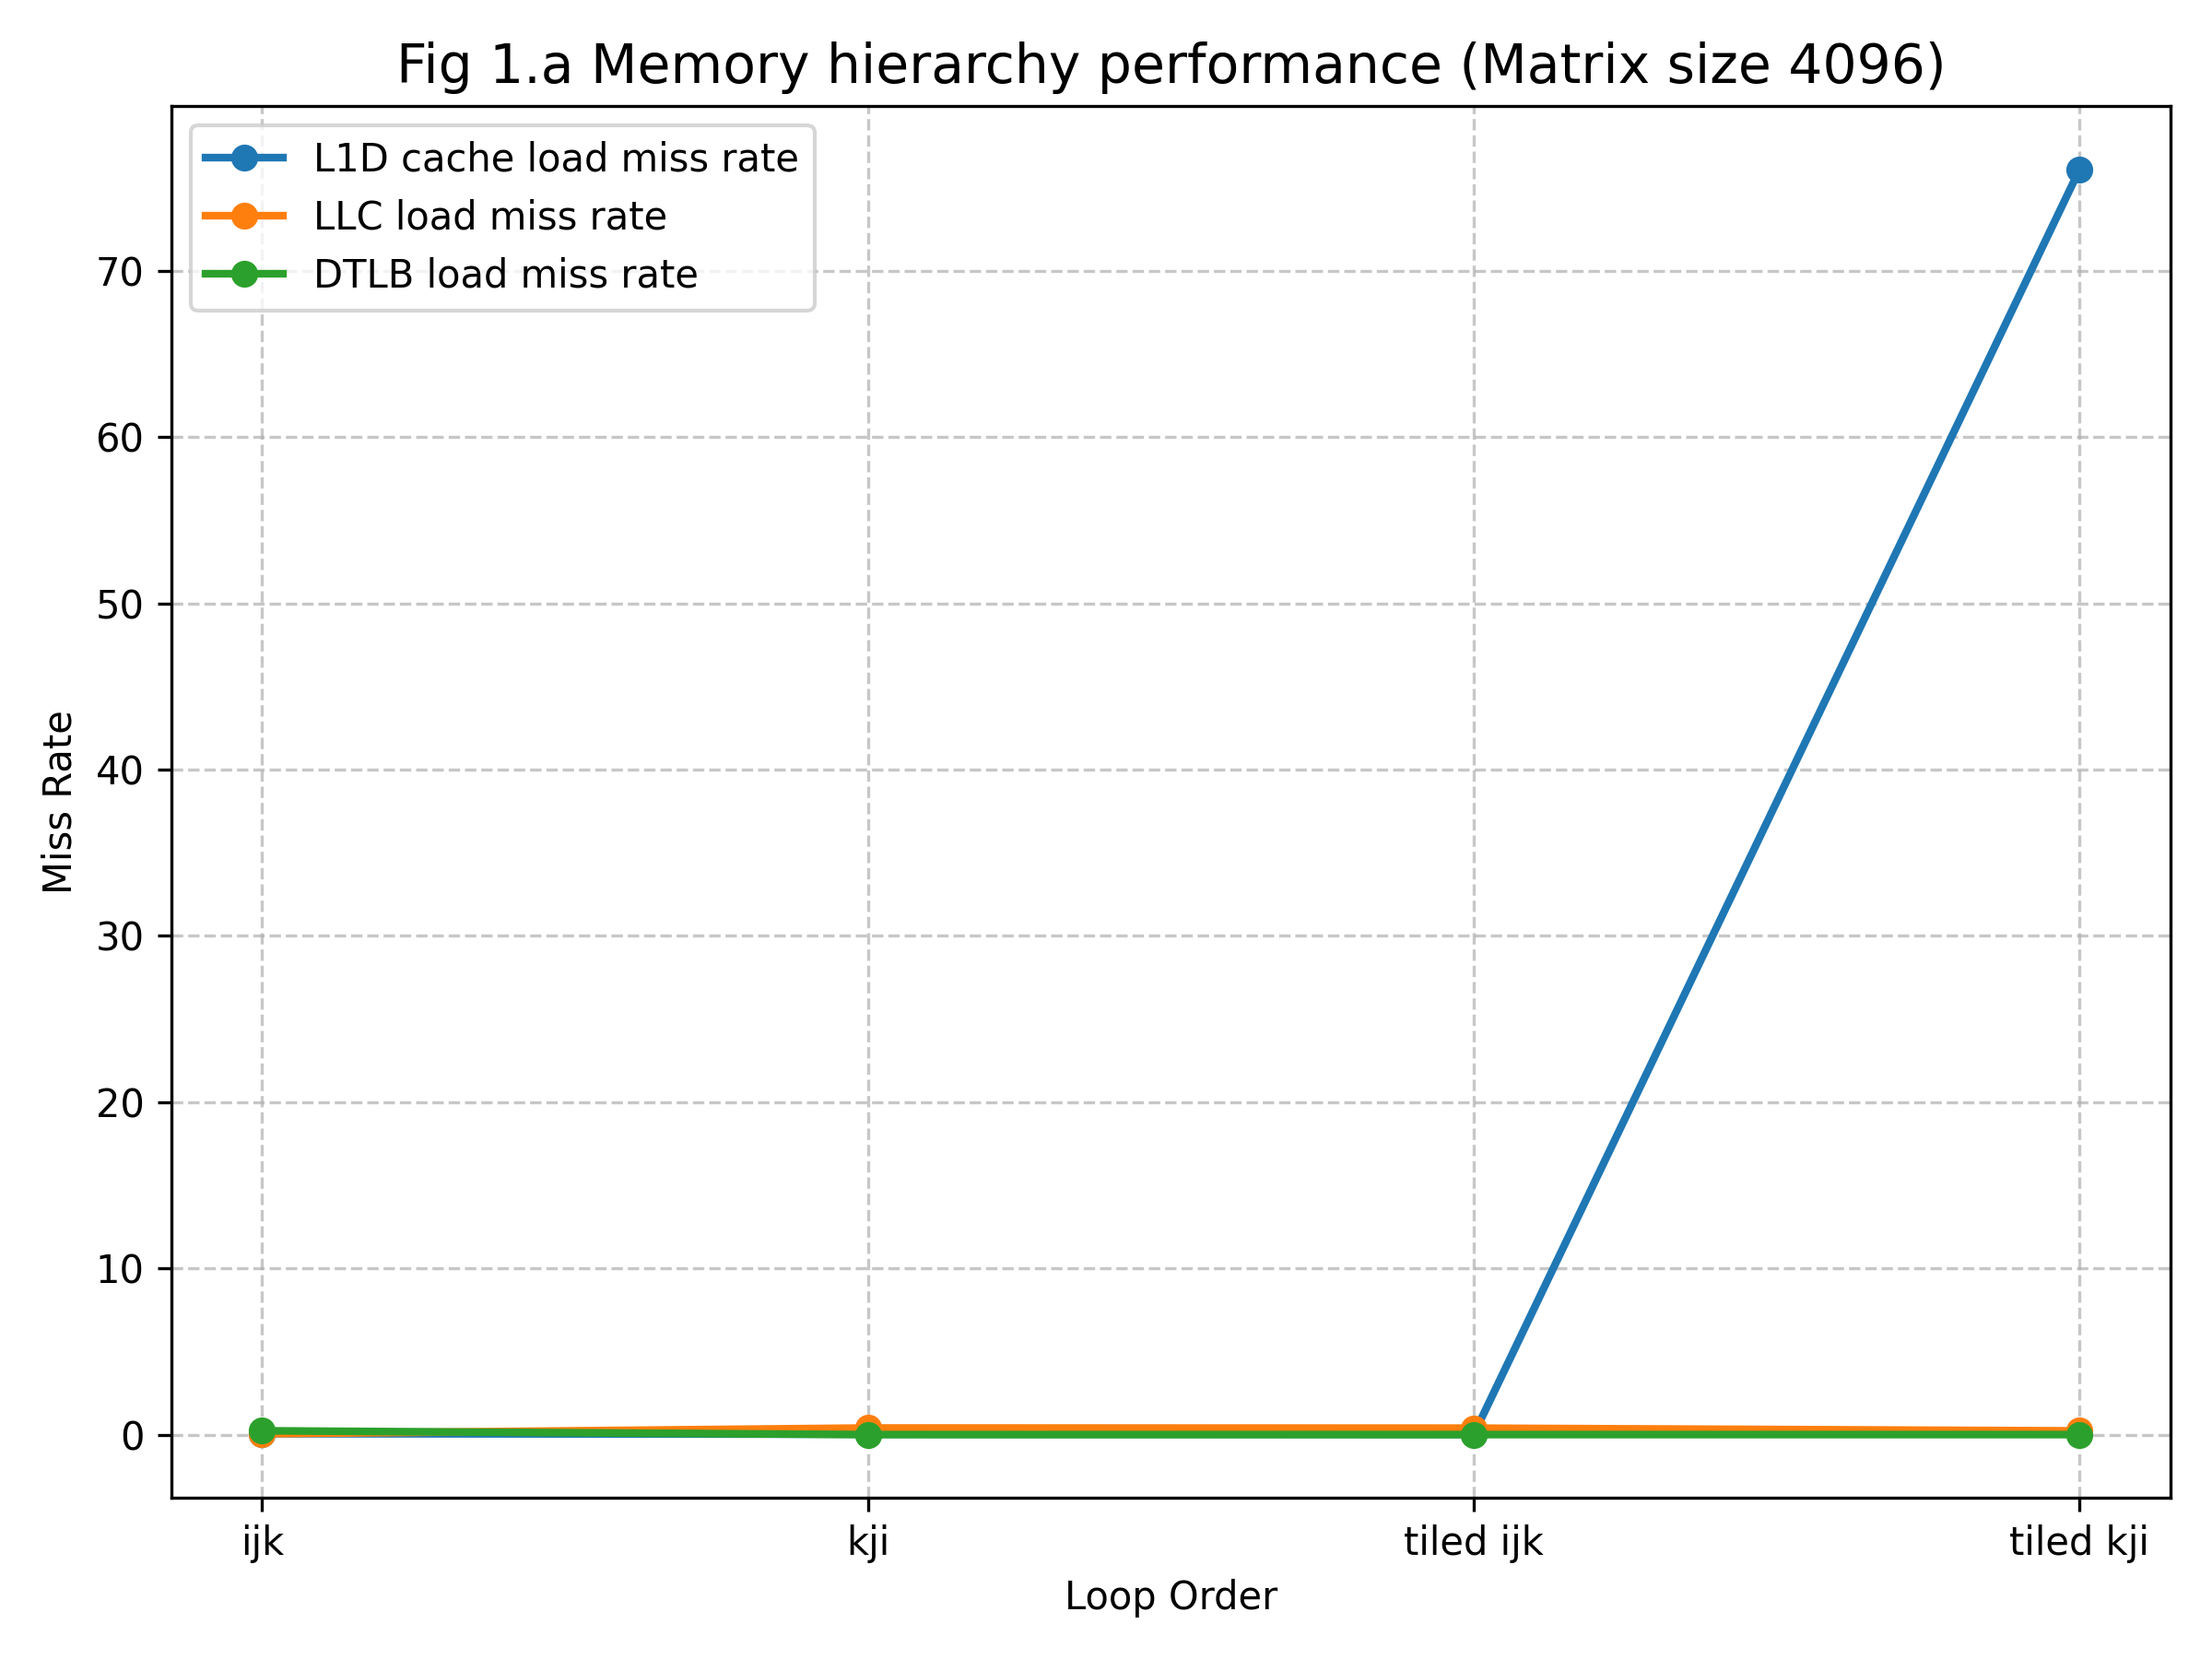 Fig 1.a Memory hierarchy performance (Matrix size 4096)
L1D cache load miss rate
LLC load miss rate
DTLB load miss rate
Miss Rate
70
60
50
40
30
20
10
0
ijk
kji
tiled ijk
tiled kji
Loop Order